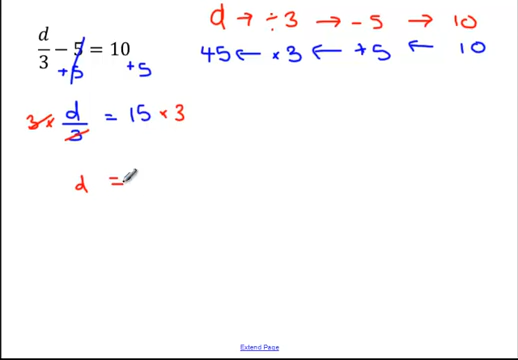 d/3 − 5 = 10
+5 +5
3 × d/3 = 15 × 3
d =
d → ÷3 → −5 → 10
45 ← ×3 ← +5 ← 10
Extend Page